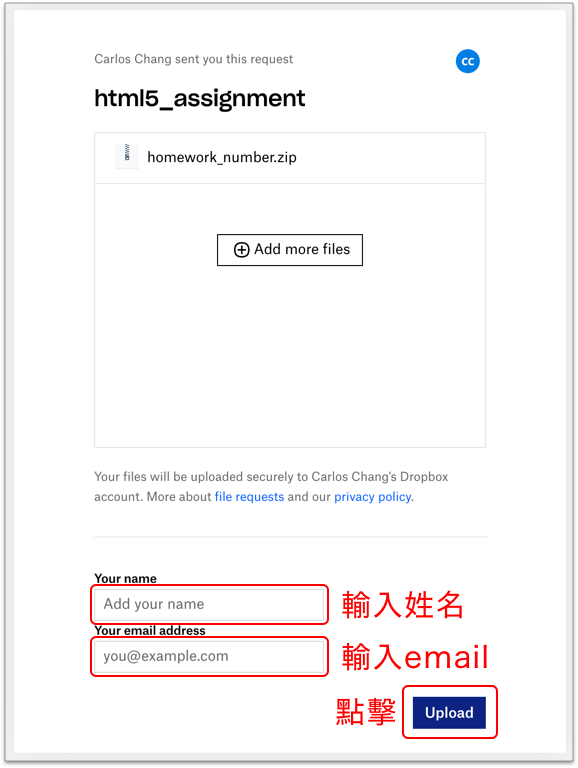 Carlos Chang sent you this request
CC
html5_assignment
homework_number.zip
Add more files
Your files will be uploaded securely to Carlos Chang's Dropbox
account. More about file requests and our privacy policy.
Your name
Add your name
輸入姓名
Your email address
you@example.com
輸入email
點擊
Upload